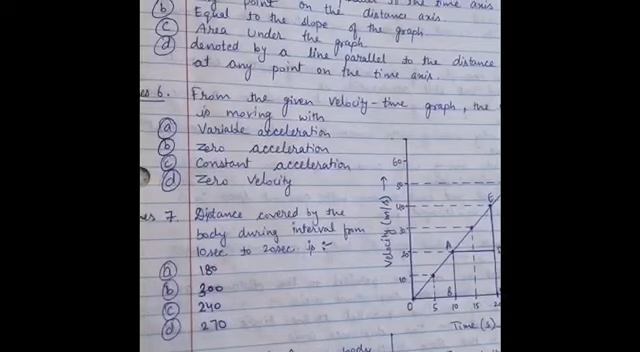 point on the distance axis
(b) Equal to the slope of the graph
(c) Area under the graph
(d) denoted by a line parallel to the distance
at any point on the time axis.
es 6. From the given velocity-time graph, the
is moving with
(a) Variable acceleration
(b) Zero acceleration
(c) Constant acceleration
(d) Zero Velocity
es 7. Distance covered by the
body during interval from
10sec to 20sec is :-
(a) 180
(b) 300
(c) 240
(d) 270
Velocity (m/s) →
60
50
40
30
20
10
E
A
B
0 5 10 15 20
Time (s)
body